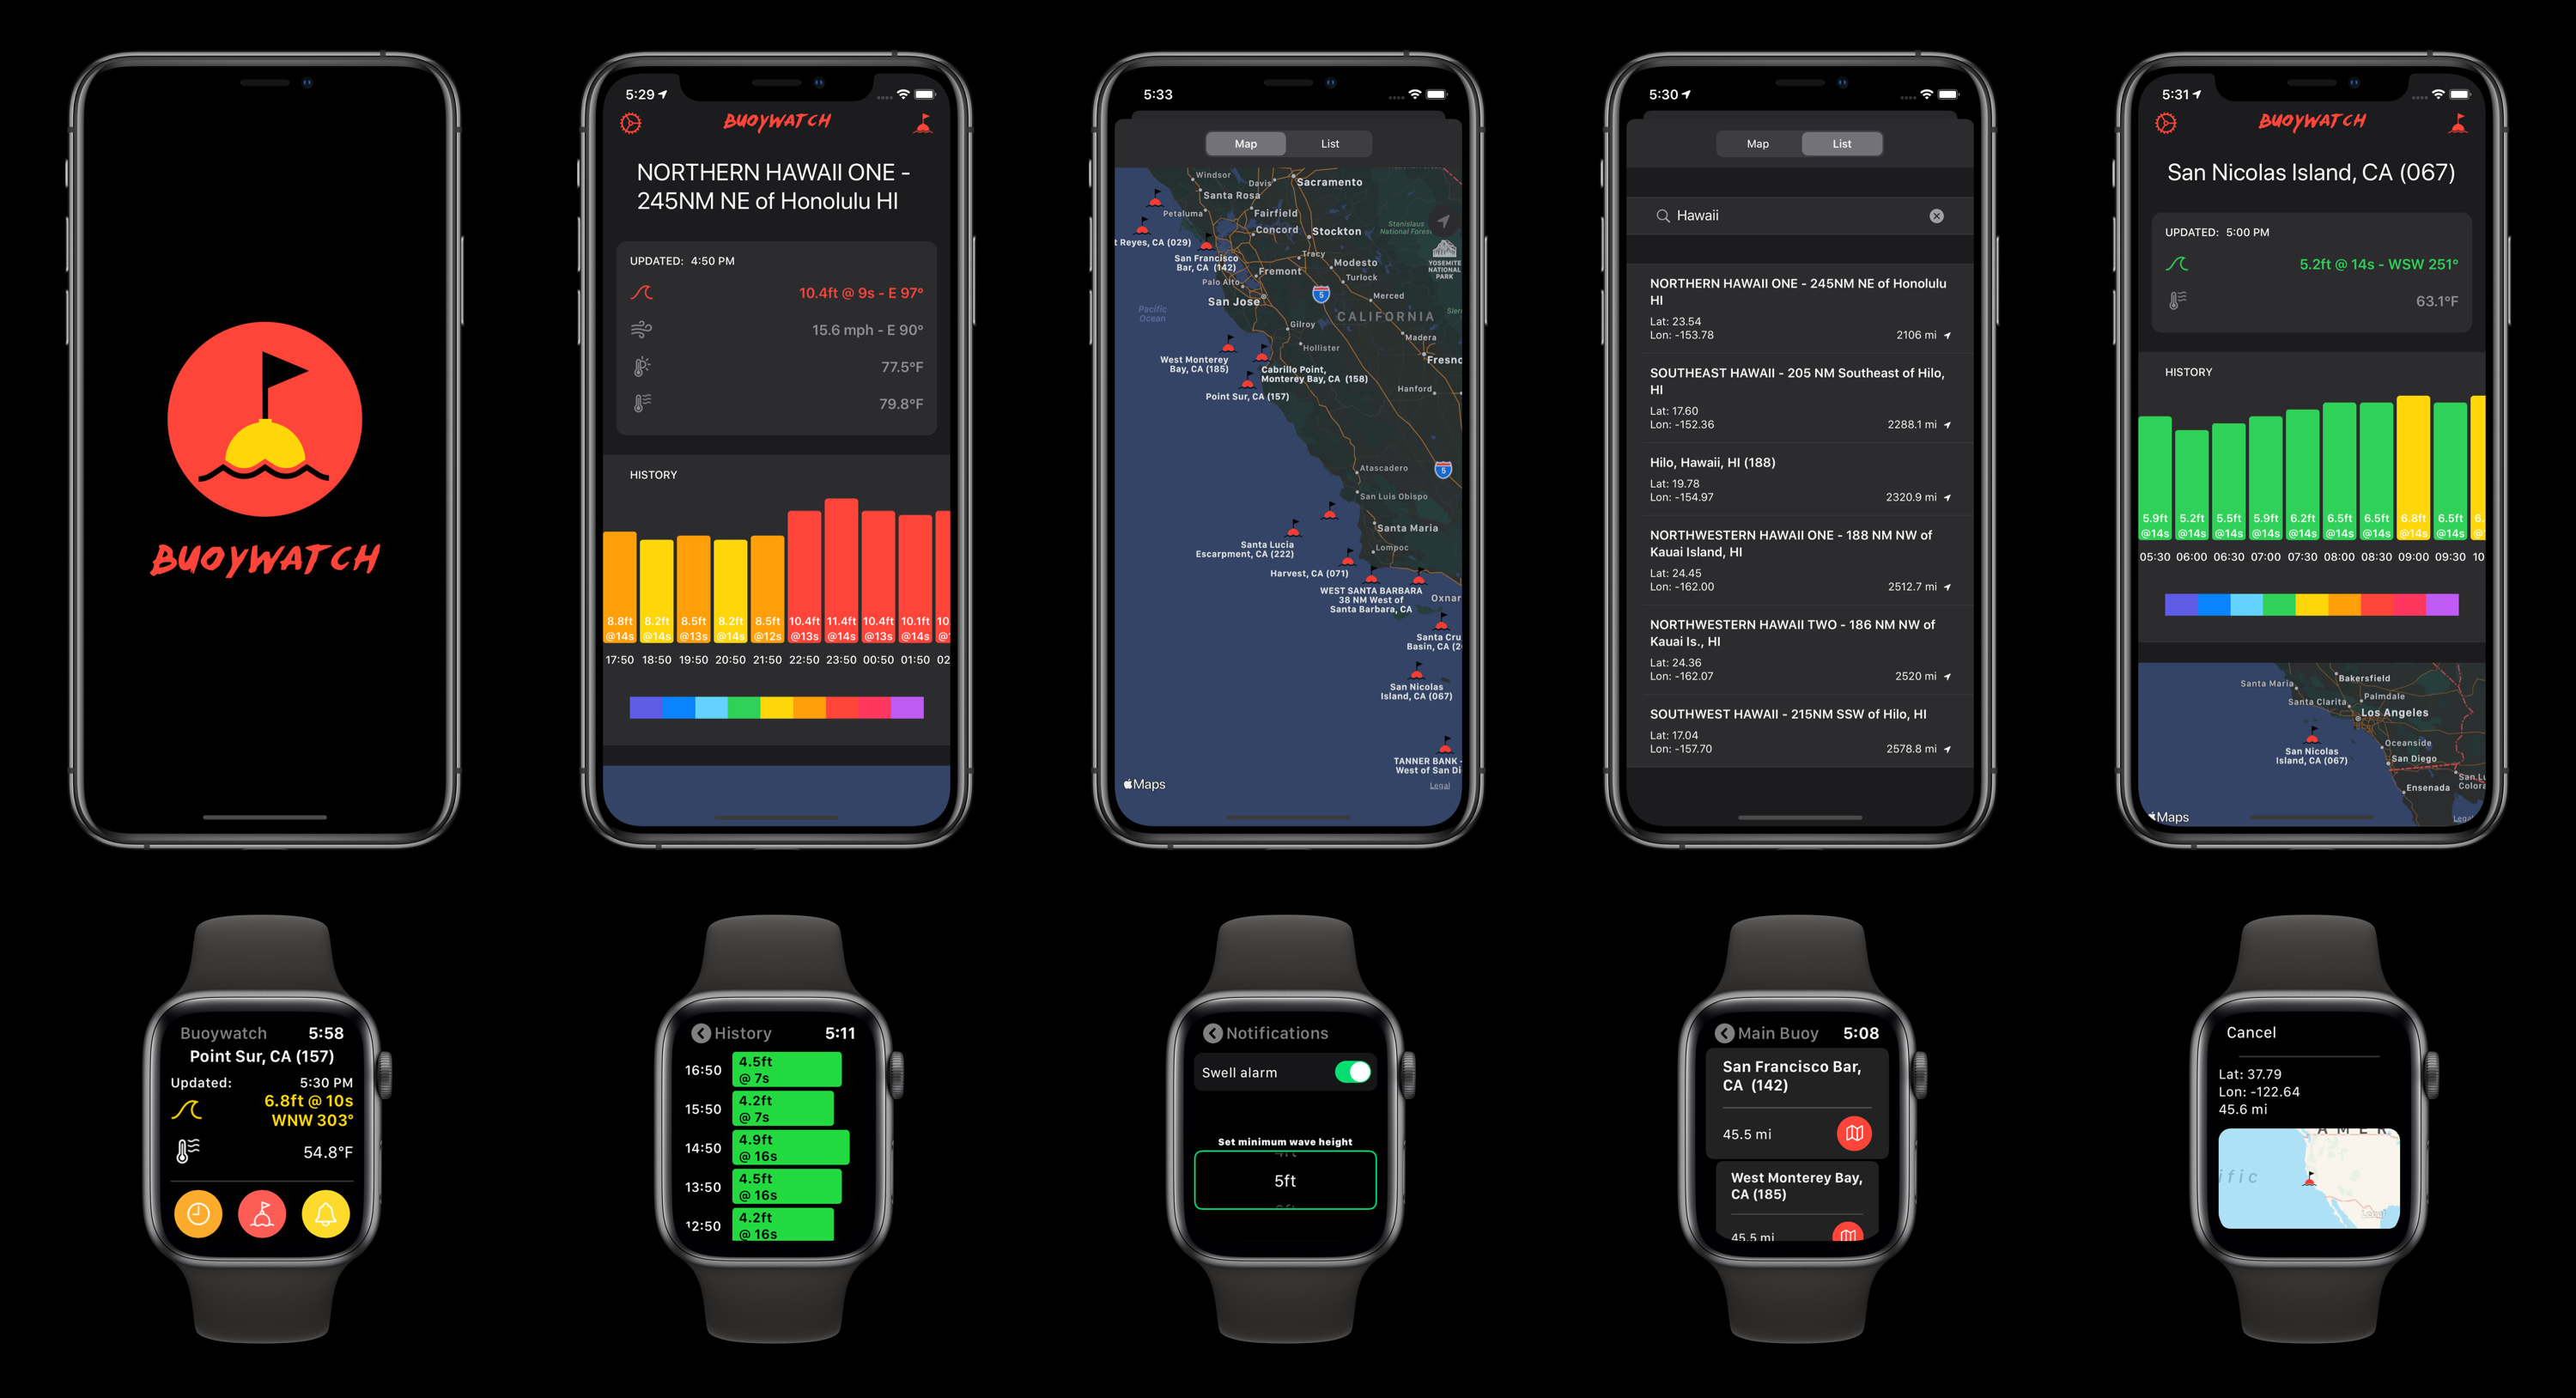 BUOYWATCH
5:29
BUOYWATCH
NORTHERN HAWAII ONE -
245NM NE of Honolulu HI
UPDATED: 4:50 PM
10.4ft @ 9s - E 97°
15.6 mph - E 90°
77.5°F
79.8°F
HISTORY
8.8ft 8.2ft 8.5ft 8.2ft 8.5ft 10.4ft 11.4ft 10.4ft 10.1ft 10
@14s @14s @13s @14s @12s @13s @14s @13s @14s @
17:50 18:50 19:50 20:50 21:50 22:50 23:50 00:50 01:50 02
5:33
Map List
Windsor
Davis
Sacramento
Santa Rosa
Petaluma
Fairfield
Stanislaus
National Forest
Concord
Stockton
t Reyes, CA (029)
San Francisco
Bar, CA (142)
Tracy
YOSEMITE
NATIONAL
PARK
Modesto
Fremont
Turlock
Palo Alto
San Jose
5
Merced
Pacific
Ocean
CALIFORNIA
Sier
Gilroy
Madera
Hollister
West Monterey
Bay, CA (185)
Fresno
Cabrillo Point,
Monterey Bay, CA (158)
Hanford
Point Sur, CA (157)
Atascadero
5
San Luis Obispo
Santa Maria
Santa Lucia
Escarpment, CA (222)
Lompoc
Harvest, CA (071)
WEST SANTA BARBARA
38 NM West of
Santa Barbara, CA
Oxnar
Santa Cru
Basin, CA (2
San Nicolas
Island, CA (067)
TANNER BANK -
West of San Di
Maps
Legal
5:30
Map List
Hawaii
NORTHERN HAWAII ONE - 245NM NE of Honolulu
HI
Lat: 23.54
Lon: -153.78 2106 mi
SOUTHEAST HAWAII - 205 NM Southeast of Hilo,
HI
Lat: 17.60
Lon: -152.36 2288.1 mi
Hilo, Hawaii, HI (188)
Lat: 19.78
Lon: -154.97 2320.9 mi
NORTHWESTERN HAWAII ONE - 188 NM NW of
Kauai Island, HI
Lat: 24.45
Lon: -162.00 2512.7 mi
NORTHWESTERN HAWAII TWO - 186 NM NW of
Kauai Is., HI
Lat: 24.36
Lon: -162.07 2520 mi
SOUTHWEST HAWAII - 215NM SSW of Hilo, HI
Lat: 17.04
Lon: -157.70 2578.8 mi
5:31
BUOYWATCH
San Nicolas Island, CA (067)
UPDATED: 5:00 PM
5.2ft @ 14s - WSW 251°
63.1°F
HISTORY
5.9ft 5.2ft 5.5ft 5.9ft 6.2ft 6.5ft 6.5ft 6.8ft 6.5ft 6.
@14s @14s @14s @14s @14s @14s @14s @14s @14s @1
05:30 06:00 06:30 07:00 07:30 08:00 08:30 09:00 09:30 10
Santa Maria
Bakersfield
Palmdale
Santa Clarita
Los Angeles
San Nicolas
Island, CA (067)
Oceanside
San Diego
San Lu
Colora
Ensenada
Maps
Legal
Buoywatch 5:58
Point Sur, CA (157)
Updated: 5:30 PM
6.8ft @ 10s
WNW 303°
54.8°F
History 5:11
16:50 4.5ft
@ 7s
15:50 4.2ft
@ 7s
14:50 4.9ft
@ 16s
13:50 4.5ft
@ 16s
12:50 4.2ft
@ 16s
Notifications
Swell alarm
Set minimum wave height
5ft
Main Buoy 5:08
San Francisco Bar,
CA (142)
45.5 mi
West Monterey Bay,
CA (185)
45.5 mi
Cancel
Lat: 37.79
Lon: -122.64
45.6 mi
AMER
ific
Legal